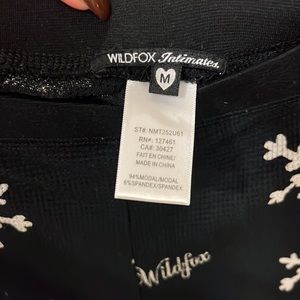 WILDFOX Intimates.
M
ST#: NMT252U61
RN#: 127461
CA#: 30427
FAIT EN CHINE/
MADE IN CHINA
94%MODAL/MODAL
6%SPANDEX/SPANDEX
Wildfox